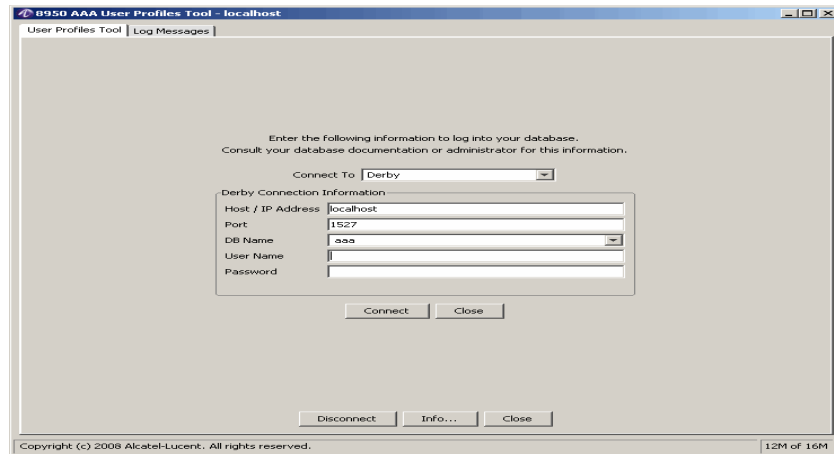 8950 AAA User Profiles Tool - localhost
User Profiles Tool Log Messages
Enter the following information to log into your database.
Consult your database documentation or administrator for this information.
Connect To Derby
Derby Connection Information
Host / IP Address localhost
Port 1527
DB Name aaa
User Name
Password
Connect Close
Disconnect Info... Close
Copyright (c) 2008 Alcatel-Lucent. All rights reserved. 12M of 16M